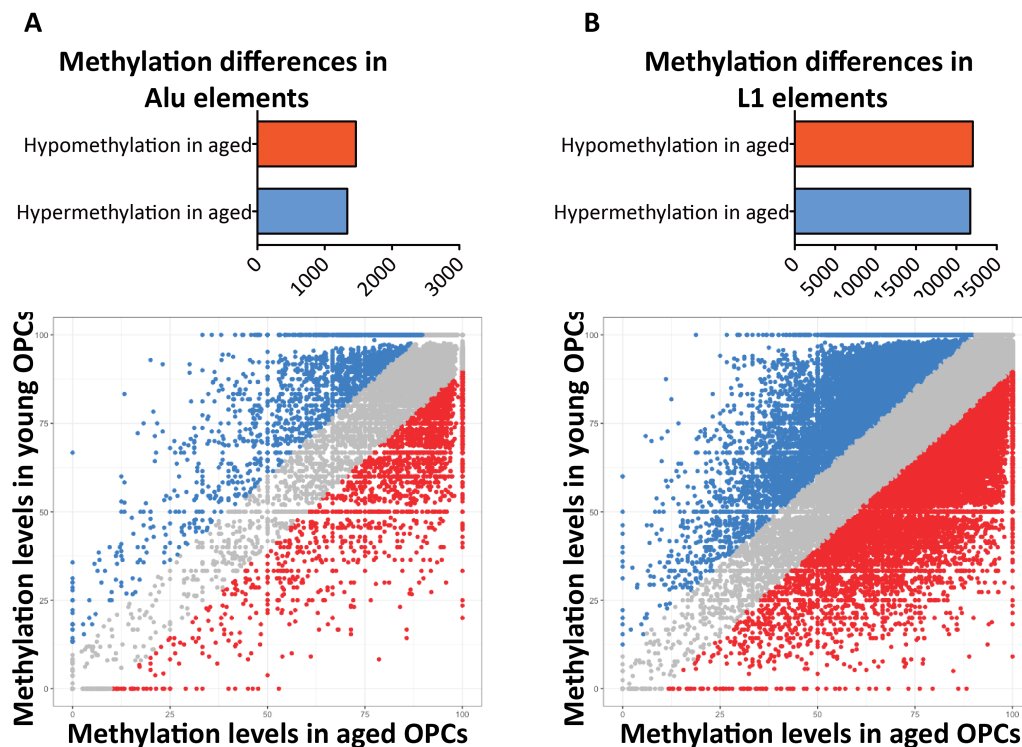 A
Methylation differences in
Alu elements
Hypomethylation in aged
Hypermethylation in aged
0
1000
2000
3000
Methylation levels in young OPCs
100
75
50
25
0
0
25
50
75
100
Methylation levels in aged OPCs
B
Methylation differences in
L1 elements
Hypomethylation in aged
Hypermethylation in aged
0
5000
10000
15000
20000
25000
Methylation levels in young OPCs
100
75
50
25
0
0
25
50
75
100
Methylation levels in aged OPCs